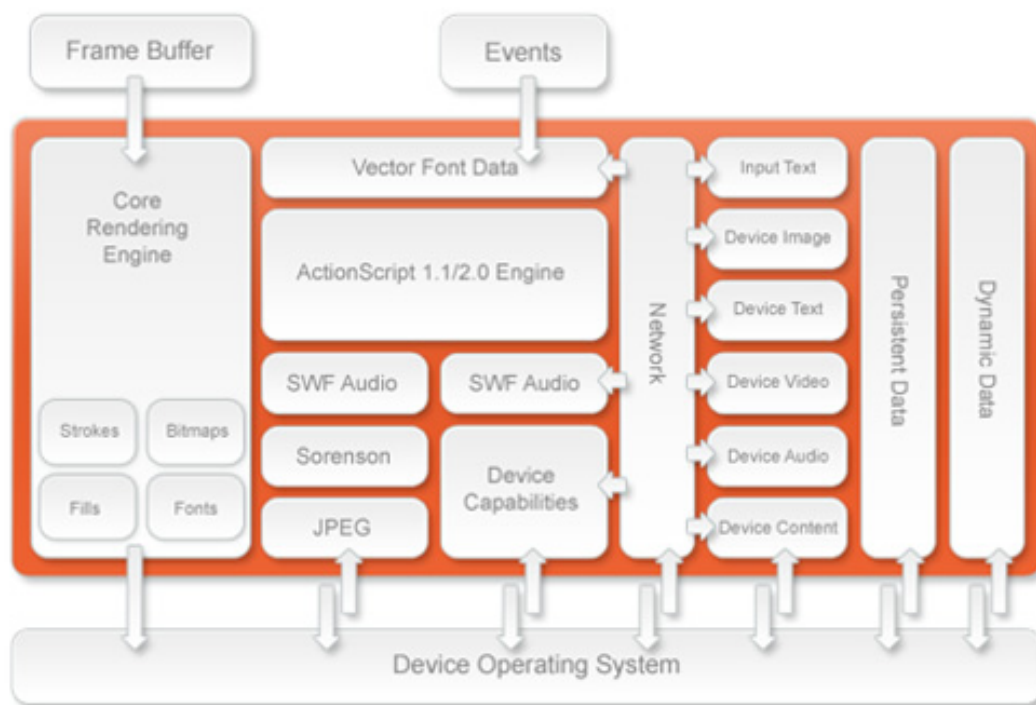 Frame Buffer
Events
Core
Rendering
Engine
Strokes
Bitmaps
Fills
Fonts
Vector Font Data
ActionScript 1.1/2.0 Engine
SWF Audio
SWF Audio
Sorenson
Device
Capabilities
JPEG
Network
Input Text
Device Image
Device Text
Device Video
Device Audio
Device Content
Persistent Data
Dynamic Data
Device Operating System